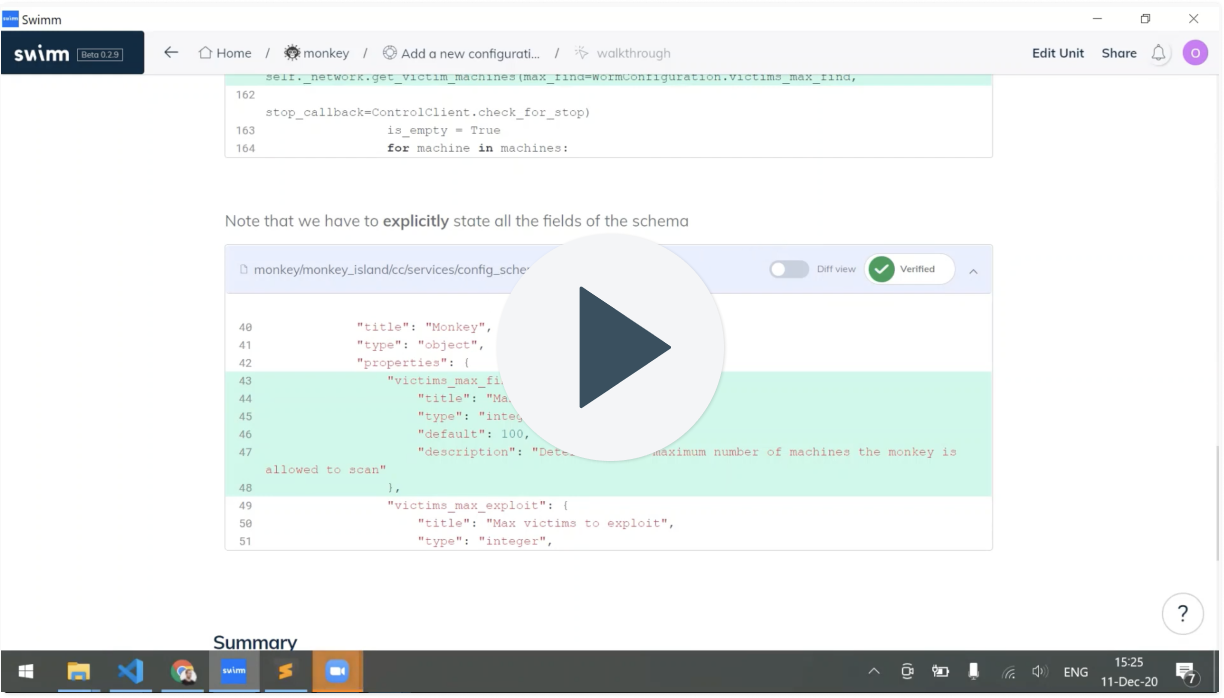 swimm Swimm
swimm Beta 0.2.9 ← Home / monkey / Add a new configurati... / walkthrough Edit Unit Share O
self._network.get_victim_machines(max_find=WormConfiguration.victims_max_find,
162
stop_callback=ControlClient.check_for_stop)
163 is_empty = True
164 for machine in machines:
Note that we have to explicitly state all the fields of the schema
monkey/monkey_island/cc/services/config_sche Diff view Verified
40 "title": "Monkey",
41 "type": "object",
42 "properties": {
43 "victims_max_fi
44 "title": "Ma
45 "type": "integ
46 "default": 100,
47 "description": "Dete maximum number of machines the monkey is
allowed to scan"
48 },
49 "victims_max_exploit": {
50 "title": "Max victims to exploit",
51 "type": "integer",
?
Summary
swimm ENG 15:25
11-Dec-20 7